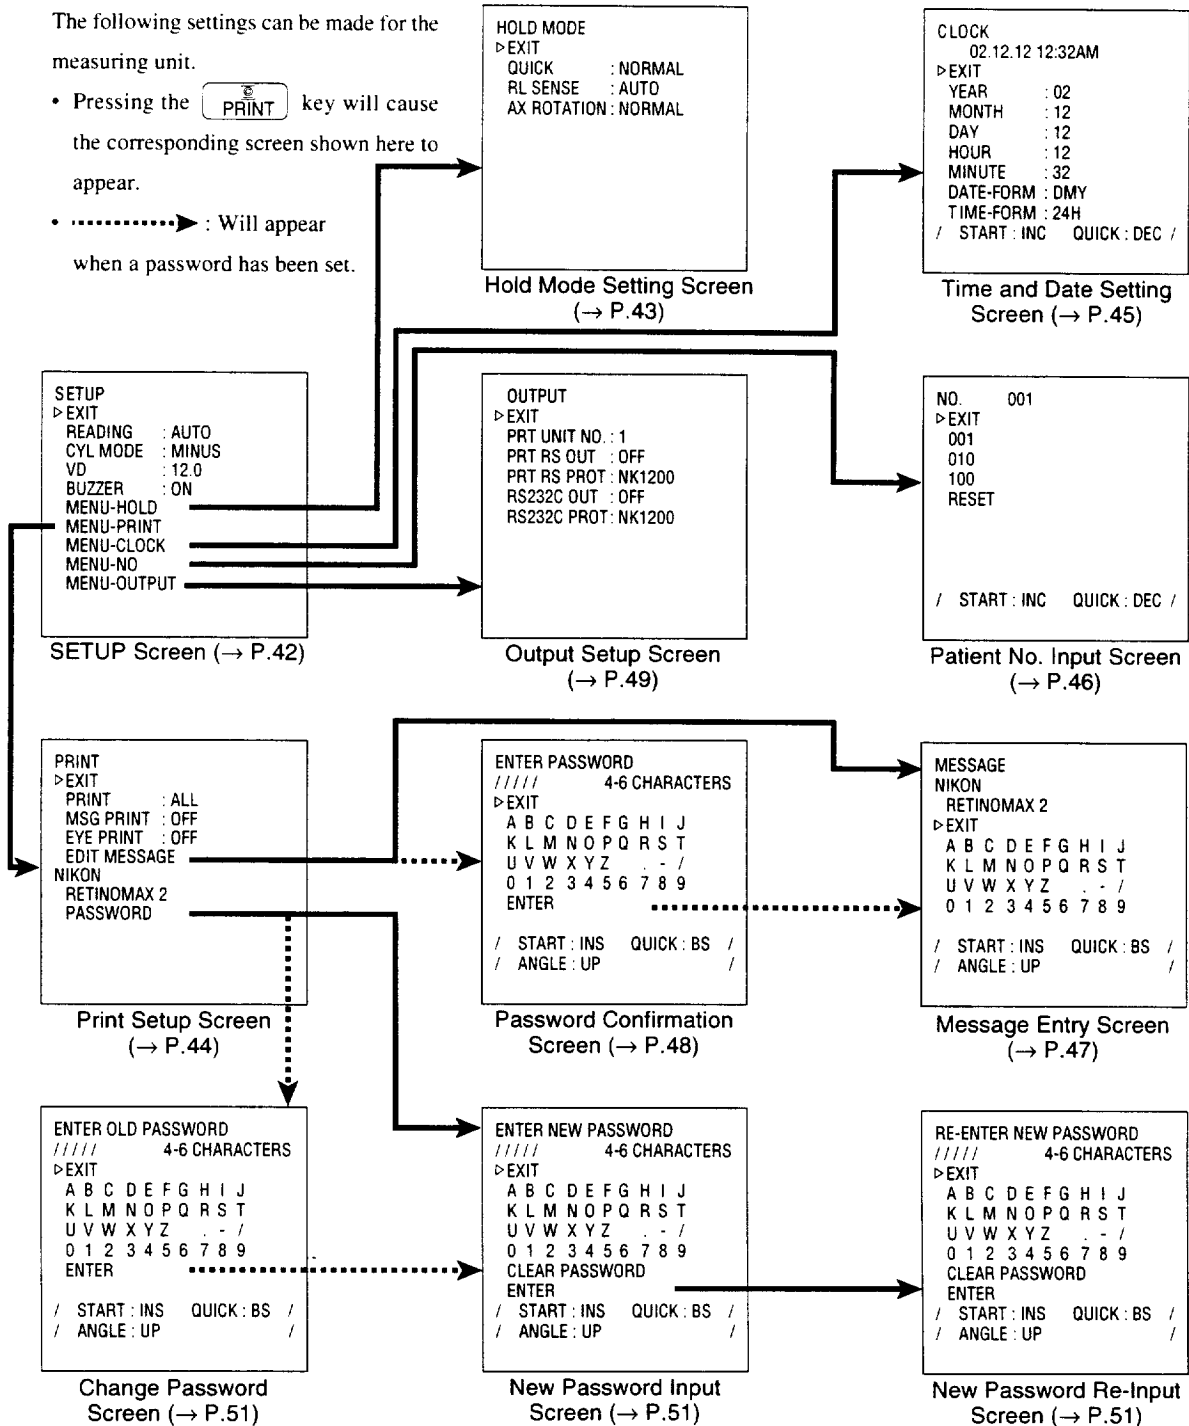 The following settings can be made for the
measuring unit.
• Pressing the PRINT key will cause
the corresponding screen shown here to
appear.
• ▶ : Will appear
when a password has been set.
HOLD MODE
▷EXIT
QUICK : NORMAL
RL SENSE : AUTO
AX ROTATION : NORMAL
Hold Mode Setting Screen
(→ P.43)
CLOCK
02.12.12 12:32AM
▷EXIT
YEAR : 02
MONTH : 12
DAY : 12
HOUR : 12
MINUTE : 32
DATE-FORM : DMY
TIME-FORM : 24H
/ START : INC QUICK : DEC /
Time and Date Setting
Screen (→ P.45)
SETUP
▷EXIT
READING : AUTO
CYL MODE : MINUS
VD : 12.0
BUZZER : ON
MENU-HOLD
MENU-PRINT
MENU-CLOCK
MENU-NO
MENU-OUTPUT
SETUP Screen (→ P.42)
OUTPUT
▷EXIT
PRT UNIT NO. : 1
PRT RS OUT : OFF
PRT RS PROT : NK1200
RS232C OUT : OFF
RS232C PROT : NK1200
Output Setup Screen
(→ P.49)
NO. 001
▷EXIT
001
010
100
RESET
/ START : INC QUICK : DEC /
Patient No. Input Screen
(→ P.46)
PRINT
▷EXIT
PRINT : ALL
MSG PRINT : OFF
EYE PRINT : OFF
EDIT MESSAGE
NIKON
RETINOMAX 2
PASSWORD
Print Setup Screen
(→ P.44)
ENTER PASSWORD
///// 4-6 CHARACTERS
▷EXIT
A B C D E F G H I J
K L M N O P Q R S T
U V W X Y Z . - /
0 1 2 3 4 5 6 7 8 9
ENTER
/ START : INS QUICK : BS /
/ ANGLE : UP /
Password Confirmation
Screen (→ P.48)
MESSAGE
NIKON
RETINOMAX 2
▷EXIT
A B C D E F G H I J
K L M N O P Q R S T
U V W X Y Z . - /
0 1 2 3 4 5 6 7 8 9
/ START : INS QUICK : BS /
/ ANGLE : UP /
Message Entry Screen
(→ P.47)
ENTER OLD PASSWORD
///// 4-6 CHARACTERS
▷EXIT
A B C D E F G H I J
K L M N O P Q R S T
U V W X Y Z . - /
0 1 2 3 4 5 6 7 8 9
ENTER
/ START : INS QUICK : BS /
/ ANGLE : UP /
Change Password
Screen (→ P.51)
ENTER NEW PASSWORD
///// 4-6 CHARACTERS
▷EXIT
A B C D E F G H I J
K L M N O P Q R S T
U V W X Y Z . - /
0 1 2 3 4 5 6 7 8 9
CLEAR PASSWORD
ENTER
/ START : INS QUICK : BS /
/ ANGLE : UP /
New Password Input
Screen (→ P.51)
RE-ENTER NEW PASSWORD
///// 4-6 CHARACTERS
▷EXIT
A B C D E F G H I J
K L M N O P Q R S T
U V W X Y Z . - /
0 1 2 3 4 5 6 7 8 9
CLEAR PASSWORD
ENTER
/ START : INS QUICK : BS /
/ ANGLE : UP /
New Password Re-Input
Screen (→ P.51)